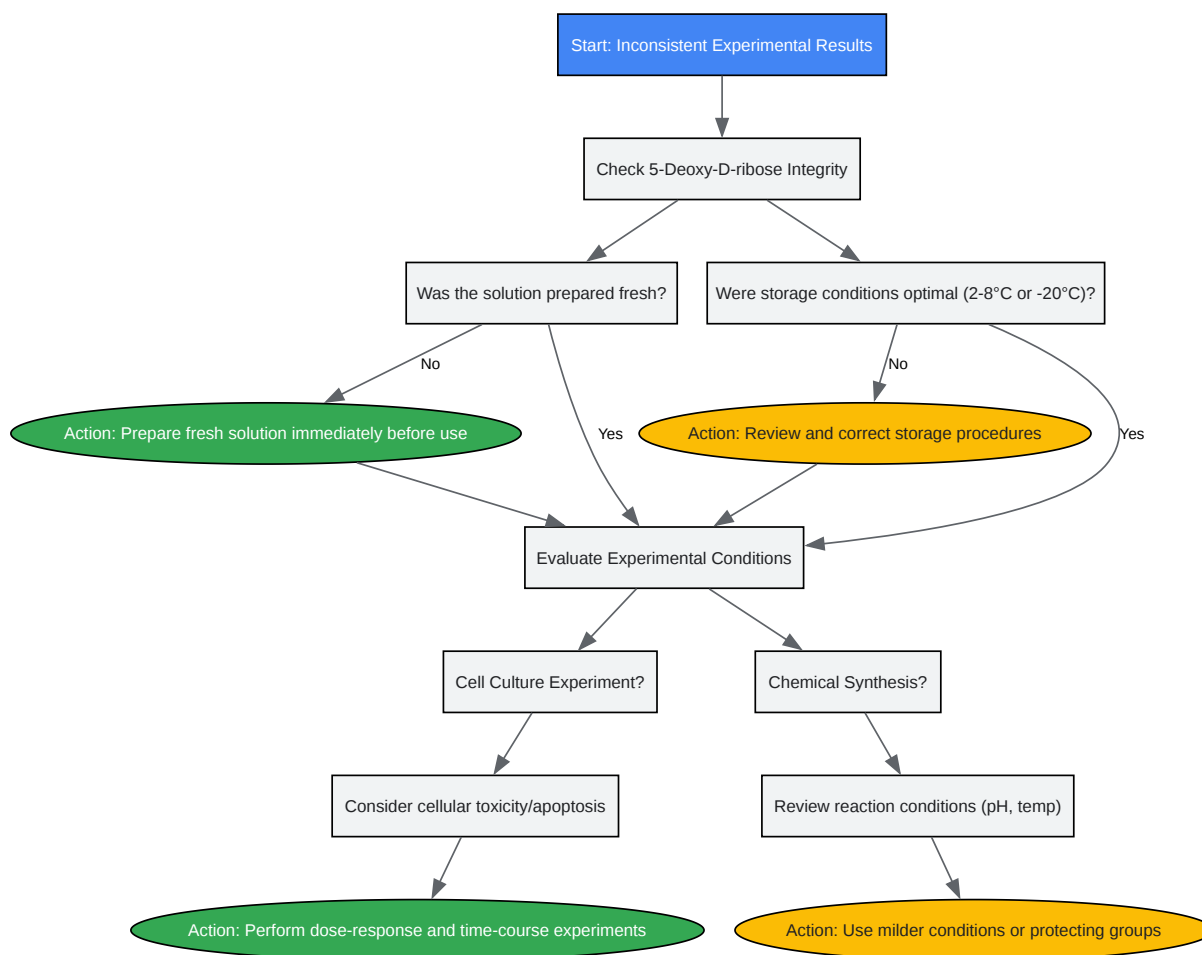 Start: Inconsistent Experimental Results
Check 5-Deoxy-D-ribose Integrity
Was the solution prepared fresh?
Were storage conditions optimal (2-8°C or -20°C)?
No
No
Action: Prepare fresh solution immediately before use
Yes
Action: Review and correct storage procedures
Yes
Evaluate Experimental Conditions
Cell Culture Experiment?
Chemical Synthesis?
Consider cellular toxicity/apoptosis
Review reaction conditions (pH, temp)
Action: Perform dose-response and time-course experiments
Action: Use milder conditions or protecting groups